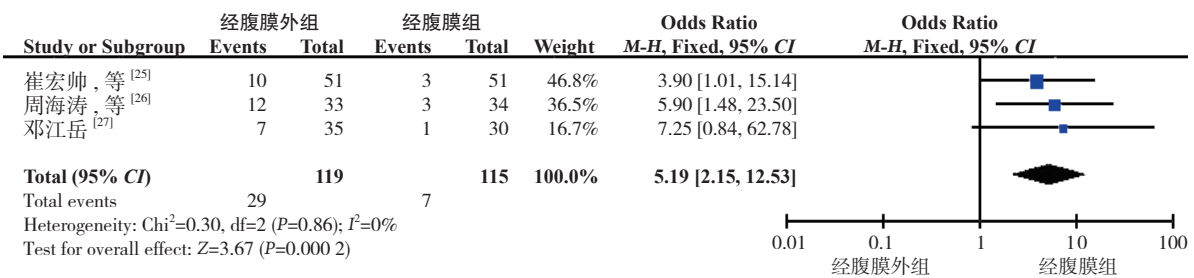 经腹膜外组 经腹膜组 Odds Ratio Odds Ratio
Study or Subgroup Events Total Events Total Weight M-H, Fixed, 95% CI M-H, Fixed, 95% CI
崔宏帅 , 等 [25] 10 51 3 51 46.8% 3.90 [1.01, 15.14]
周海涛 , 等 [26] 12 33 3 34 36.5% 5.90 [1.48, 23.50]
邓江岳 [27] 7 35 1 30 16.7% 7.25 [0.84, 62.78]
Total (95% CI) 119 115 100.0% 5.19 [2.15, 12.53]
Total events 29 7
Heterogeneity: Chi²=0.30, df=2 (P=0.86); I²=0%
Test for overall effect: Z=3.67 (P=0.000 2)
0.01 0.1 1 10 100
经腹膜外组 经腹膜组